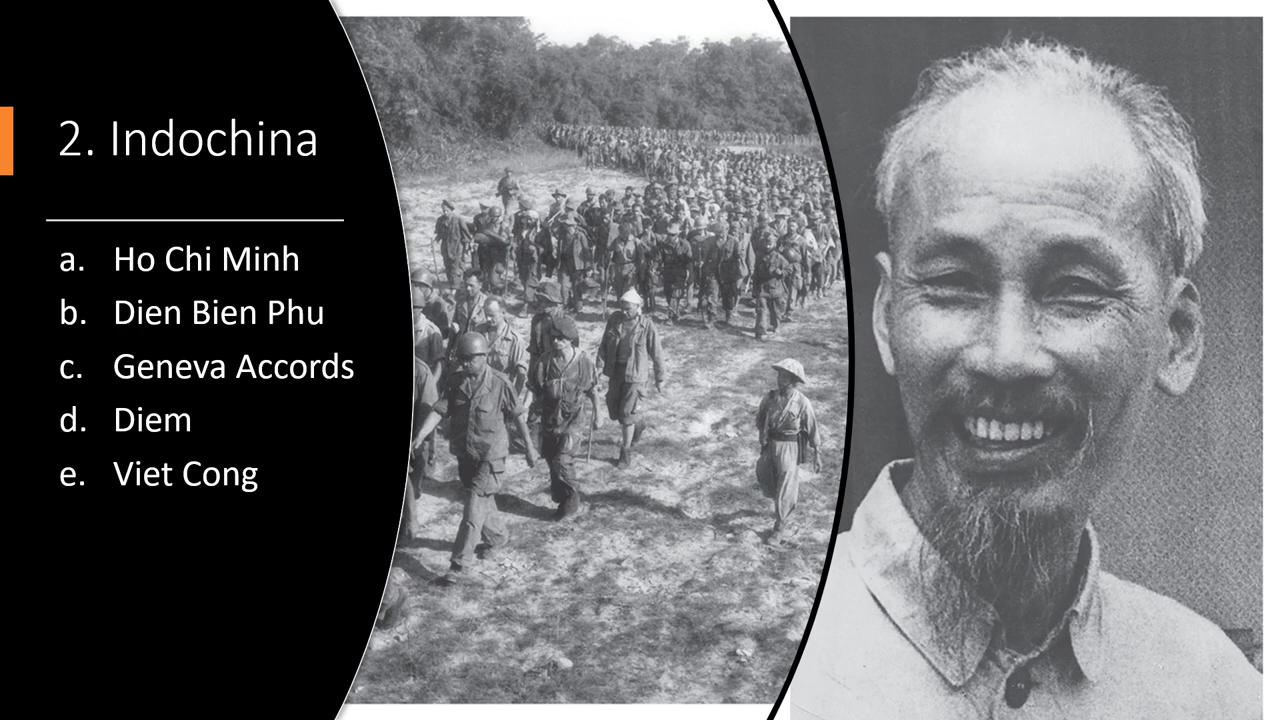 2. Indochina
a. Ho Chi Minh
b. Dien Bien Phu
c. Geneva Accords
d. Diem
e. Viet Cong